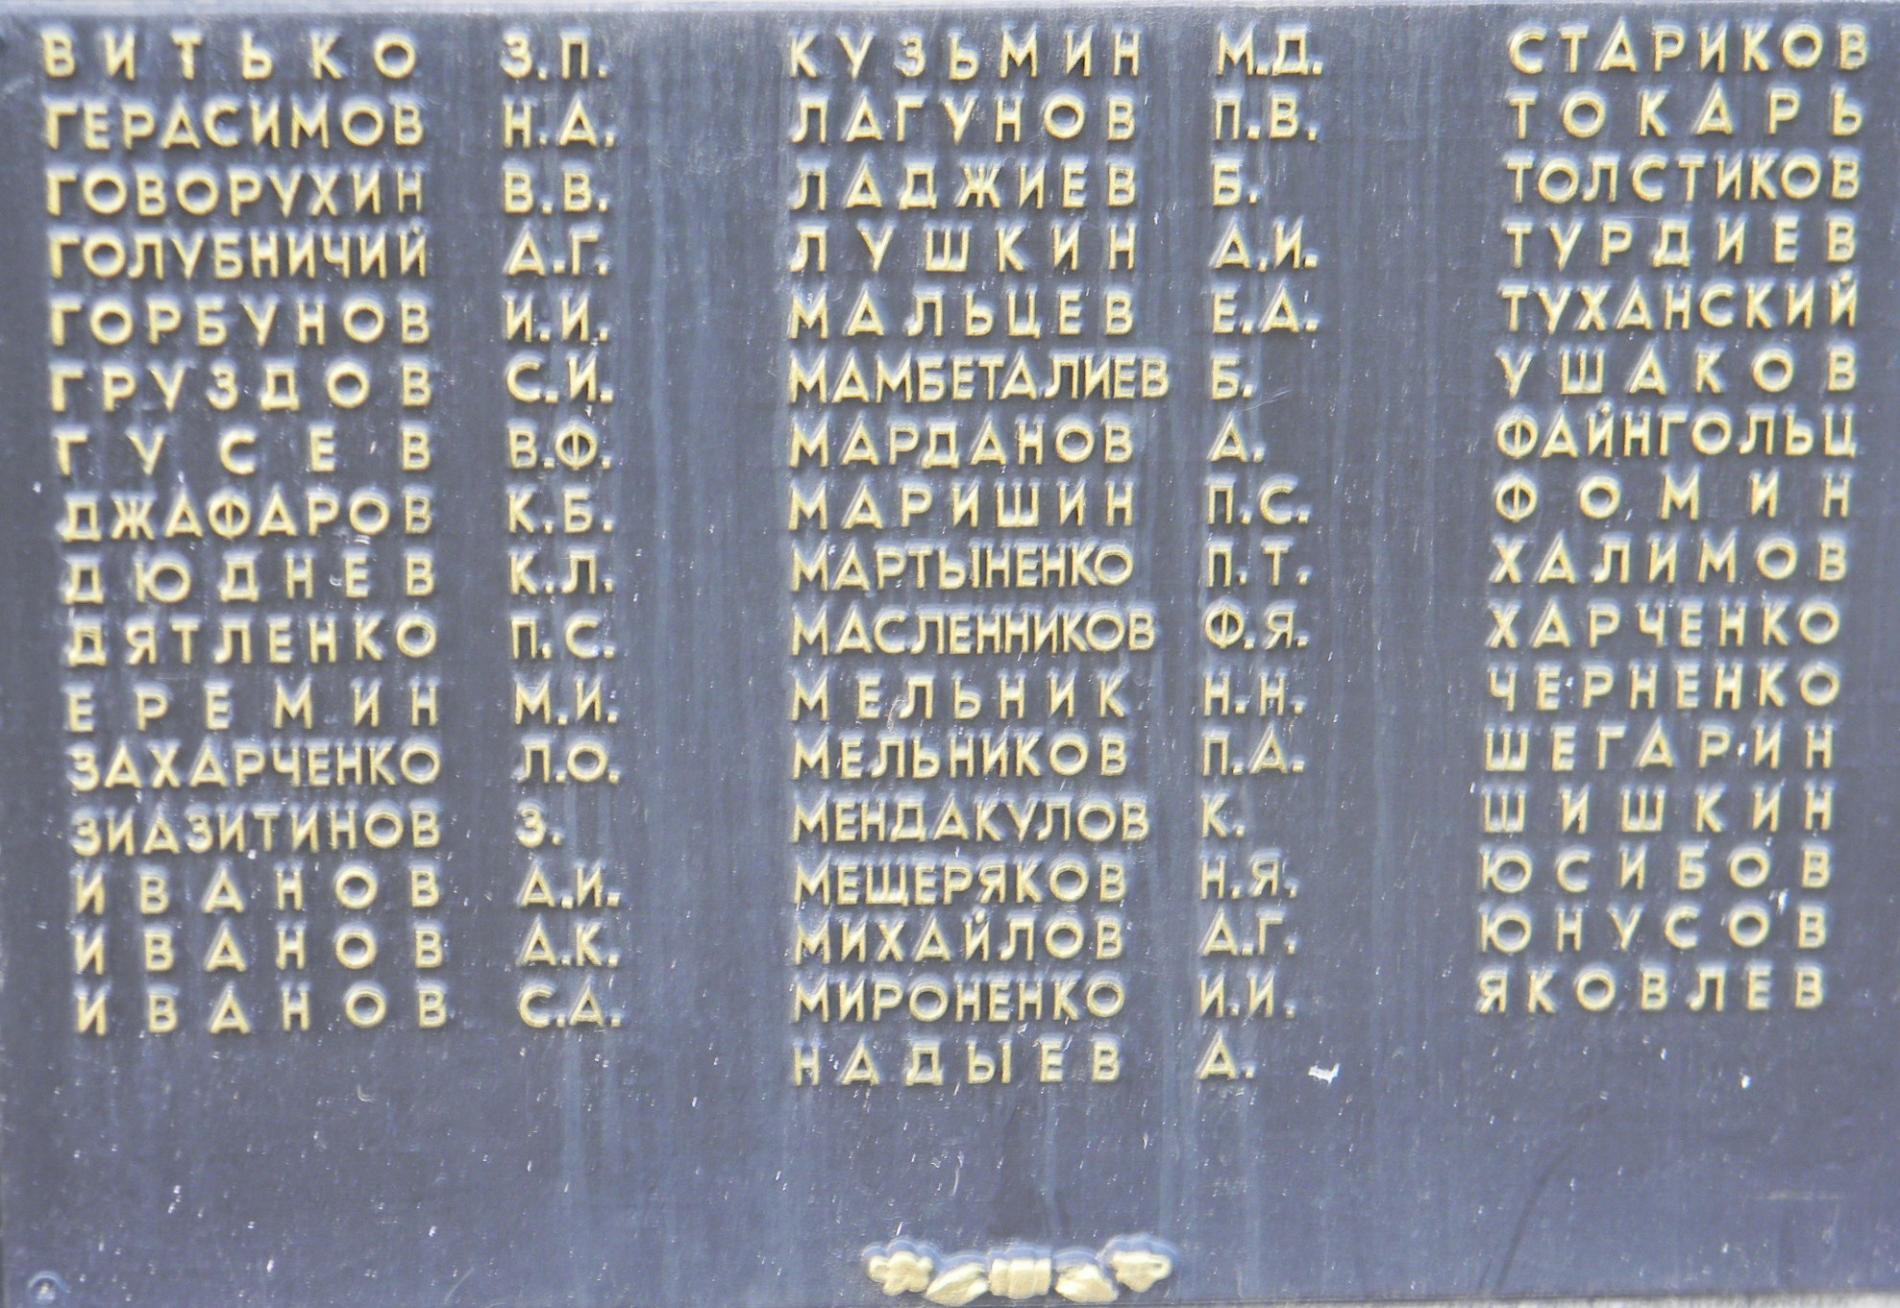 ВИТЬКО З.П.
ГЕРАСИМОВ Н.А.
ГОВОРУХИН В.В.
ГОЛУБНИЧИЙ А.Г.
ГОРБУНОВ И.И.
ГРУЗДОВ С.И.
ГУСЕВ В.Ф.
ДЖАФАРОВ К.Б.
ДЮДНЕВ К.Л.
ДЯТЛЕНКО П.С.
ЕРЕМИН М.И.
ЗАХАРЧЕНКО Л.О.
ЗИАЗИТИНОВ З.
ИВАНОВ А.И.
ИВАНОВ А.К.
ИВАНОВ С.А.
КУЗЬМИН М.Д.
ЛАГУНОВ П.В.
ЛАДЖИЕВ Б.
ЛУШКИН А.И.
МАЛЬЦЕВ Е.А.
МАМБЕТАЛИЕВ Б.
МАРДАНОВ А.
МАРИШИН П.С.
МАРТЫНЕНКО П.Т.
МАСЛЕННИКОВ Ф.Я.
МЕЛЬНИК Н.Н.
МЕЛЬНИКОВ П.А.
МЕНДАКУЛОВ К.
МЕЩЕРЯКОВ Н.Я.
МИХАЙЛОВ А.Г.
МИРОНЕНКО И.И.
НАДЫЕВ А.
СТАРИКОВ
ТОКАРЬ
ТОЛСТИКОВ
ТУРДИЕВ
ТУХАНСКИЙ
УШАКОВ
ФАЙНГОЛЬЦ
ФОМИН
ХАЛИМОВ
ХАРЧЕНКО
ЧЕРНЕНКО
ШЕГАРИН
ШИШКИН
ЮСИБОВ
ЮНУСОВ
ЯКОВЛЕВ